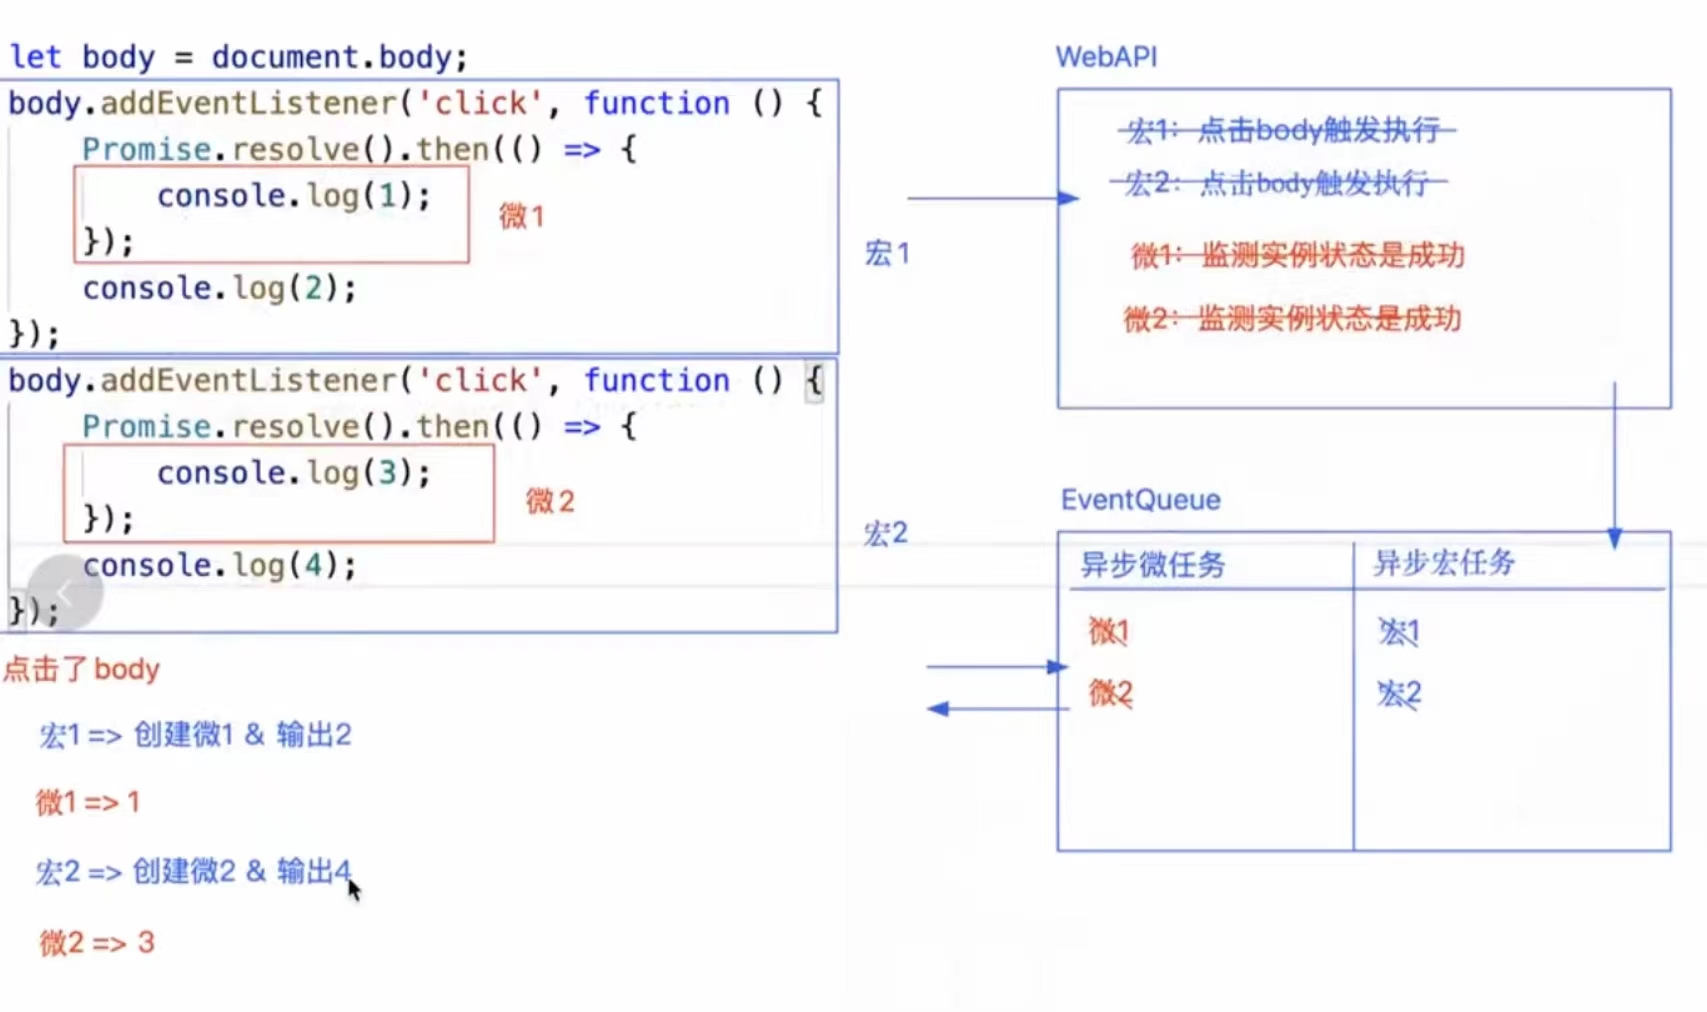 let body = document.body;
body.addEventListener('click', function () {
Promise.resolve().then(() => {
console.log(1);
});
微1
console.log(2);
});
宏1
body.addEventListener('click', function () {
Promise.resolve().then(() => {
console.log(3);
});
微2
console.log(4);
});
宏2
点击了body
宏1 => 创建微1 & 输出2
微1 => 1
宏2 => 创建微2 & 输出4
微2 => 3
WebAPI
宏1：点击body触发执行
宏2：点击body触发执行
微1：监测实例状态是成功
微2：监测实例状态是成功
EventQueue
异步微任务
异步宏任务
微1
宏1
微2
宏2